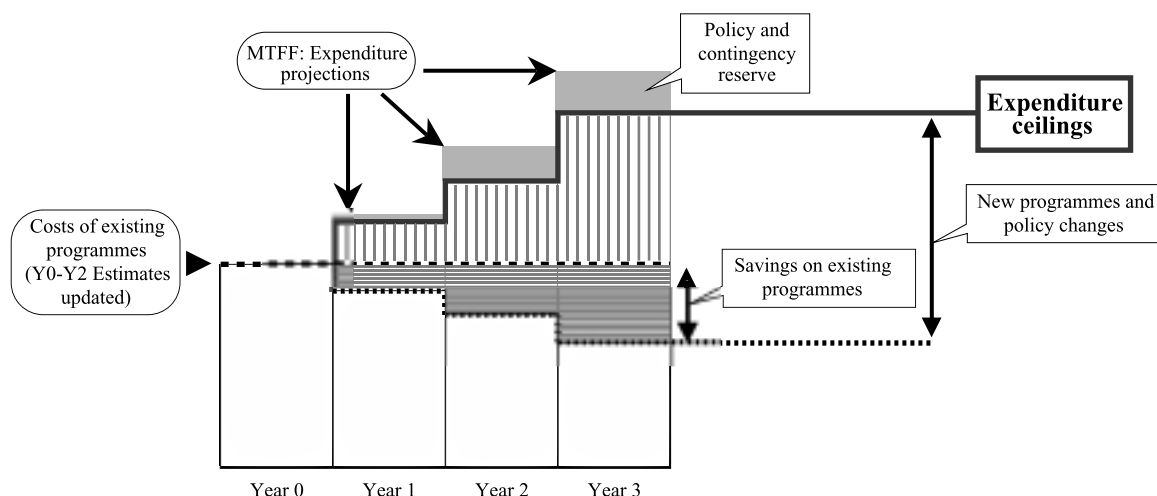 MTFF: Expenditure
projections
Policy and
contingency
reserve
Expenditure
ceilings
Costs of existing
programmes
(Y0-Y2 Estimates
updated)
New programmes and
policy changes
Savings on existing
programmes
Year 0
Year 1
Year 2
Year 3